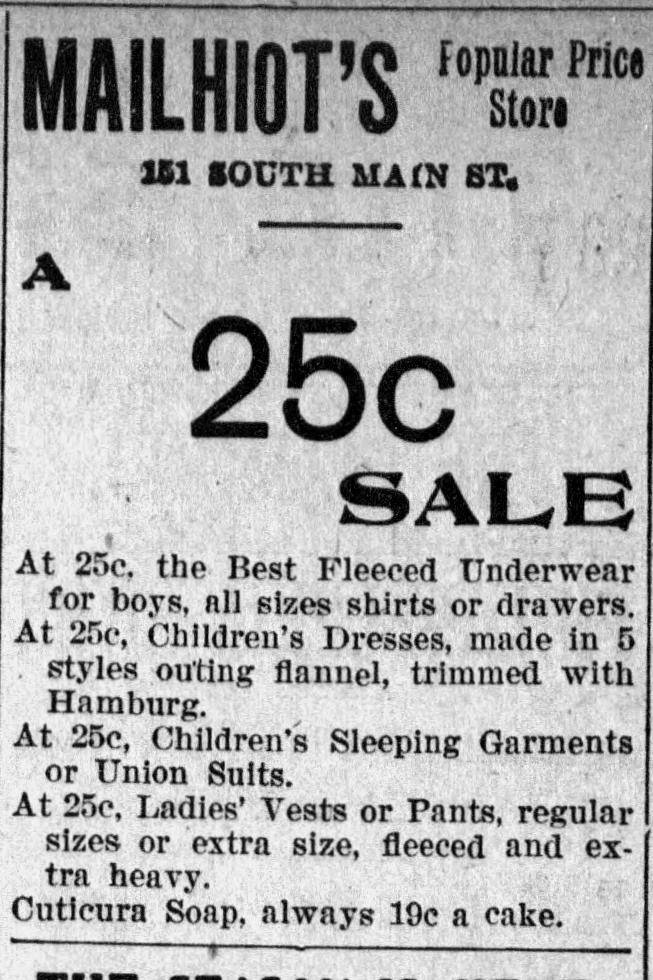 MAILHIOT'S Popular Price
Store
151 SOUTH MAIN ST.
A
25c
SALE
At 25c, the Best Fleeced Underwear
for boys, all sizes shirts or drawers.
At 25c, Children's Dresses, made in 5
styles outing flannel, trimmed with
Hamburg.
At 25c, Children's Sleeping Garments
or Union Suits.
At 25c, Ladies' Vests or Pants, regular
sizes or extra size, fleeced and ex-
tra heavy.
Cuticura Soap, always 19c a cake.